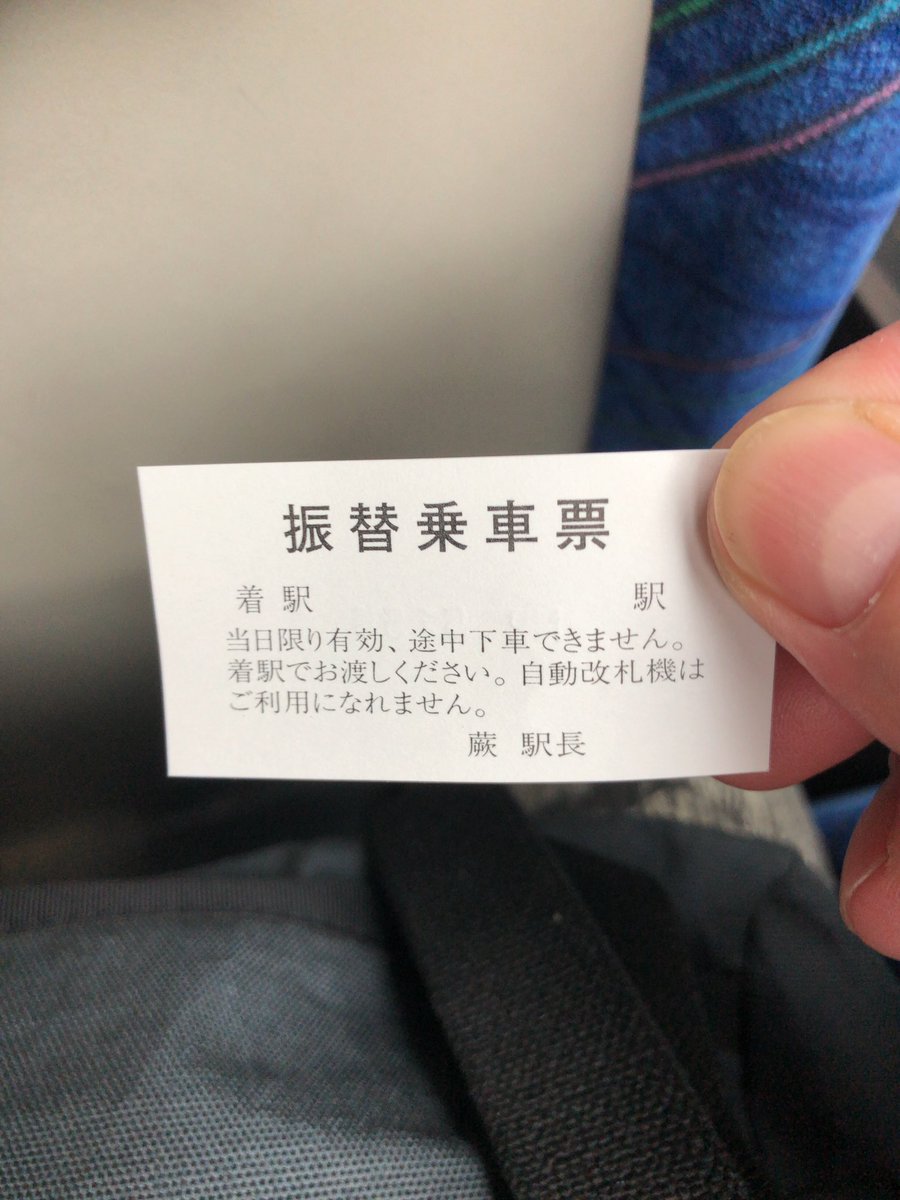 振替乗車票
着駅 駅
当日限り有効、途中下車できません。
着駅でお渡しください。自動改札機は
ご利用になれません。
蕨 駅長